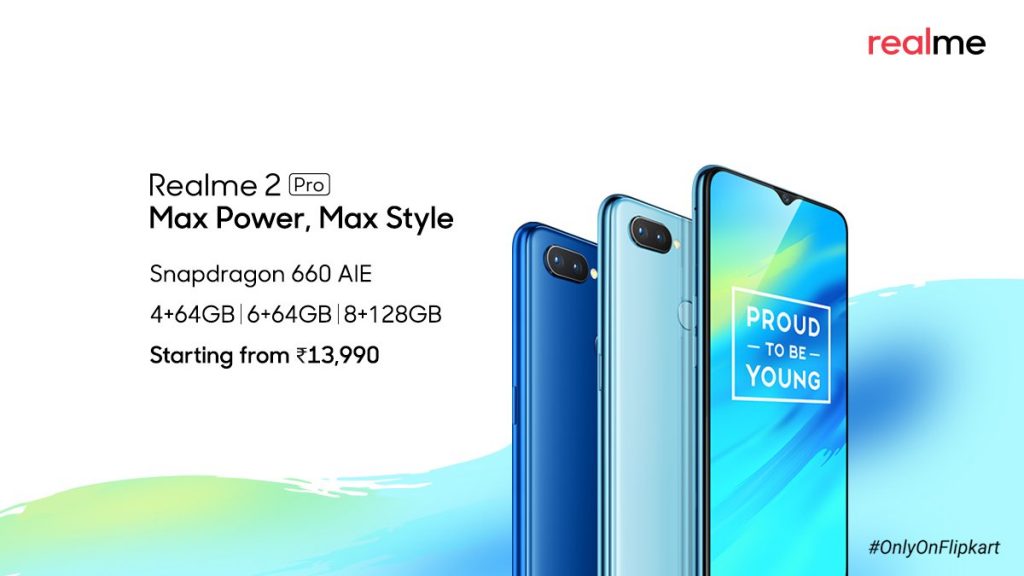 realme
Realme 2 Pro
Max Power, Max Style
Snapdragon 660 AIE
4+64GB|6+64GB|8+128GB
Starting from ₹13,990
PROUD
– TO BE –
YOUNG
#OnlyOnFlipkart